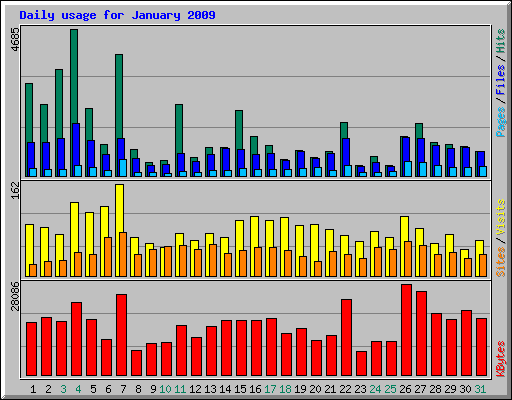 Daily usage for January 2009
4685
Pages / Files / Hits
162
Sites / Visits
28086
KBytes
1 2 3 4 5 6 7 8 9 10 11 12 13 14 15 16 17 18 19 20 21 22 23 24 25 26 27 28 29 30 31